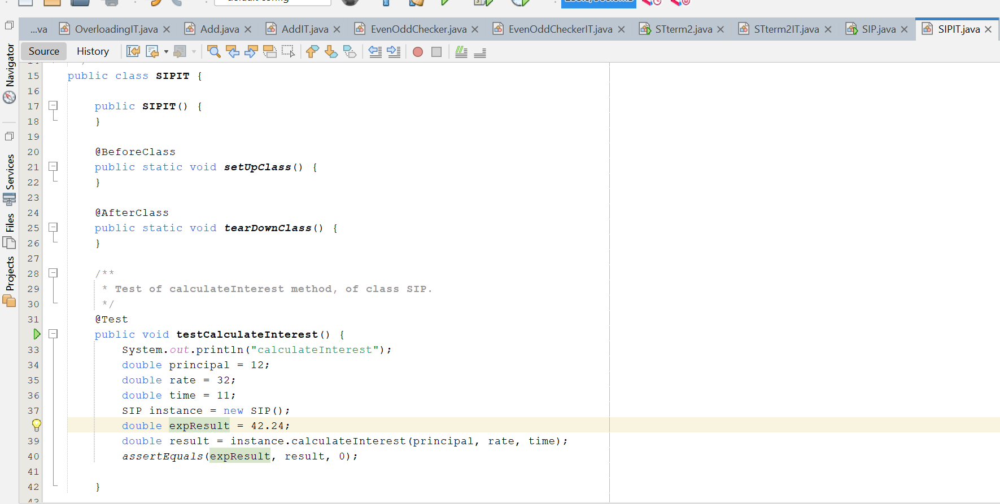 ...va OverloadingIT.java Add.java AddIT.java EvenOddChecker.java EvenOddCheckerIT.java STterm2.java STterm2IT.java SIP.java SIPIT.java
Source History
Navigator
Services
Files
Projects
15 public class SIPIT {
16
17 public SIPIT() {
18 }
19
20 @BeforeClass
21 public static void setUpClass() {
22 }
23
24 @AfterClass
25 public static void tearDownClass() {
26 }
27
28 /**
29 * Test of calculateInterest method, of class SIP.
30 */
31 @Test
public void testCalculateInterest() {
33 System.out.println("calculateInterest");
34 double principal = 12;
35 double rate = 32;
36 double time = 11;
37 SIP instance = new SIP();
double expResult = 42.24;
39 double result = instance.calculateInterest(principal, rate, time);
40 assertEquals(expResult, result, 0);
41
42 }